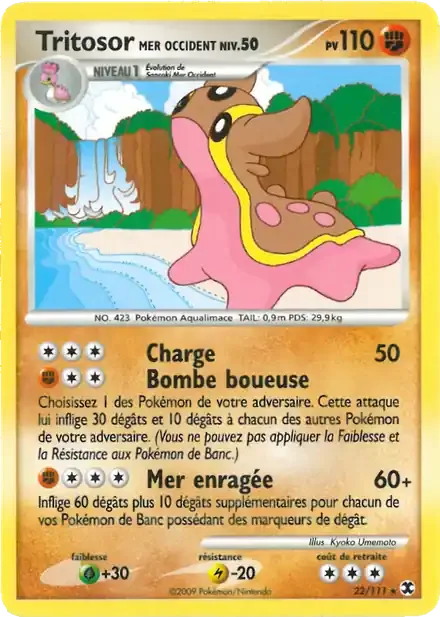 Tritosor MER OCCIDENT NIV.50 PV 110
NIVEAU 1 Évolution de
Sancoki Mer Occident
NO. 423 Pokémon Aqualimace TAIL: 0,9m PDS: 29,9kg
Charge 50
Bombe boueuse
Choisissez 1 des Pokémon de votre adversaire. Cette attaque
lui inflige 30 dégâts et 10 dégâts à chacun des autres Pokémon
de votre adversaire. (Vous ne pouvez pas appliquer la Faiblesse et
la Résistance aux Pokémon de Banc.)
Mer enragée 60+
Inflige 60 dégâts plus 10 dégâts supplémentaires pour chacun de
vos Pokémon de Banc possédant des marqueurs de dégât.
Illus. Kyoko Umemoto
faiblesse résistance coût de retraite
+30 -20
©2009 Pokémon/Nintendo 22/111 ★